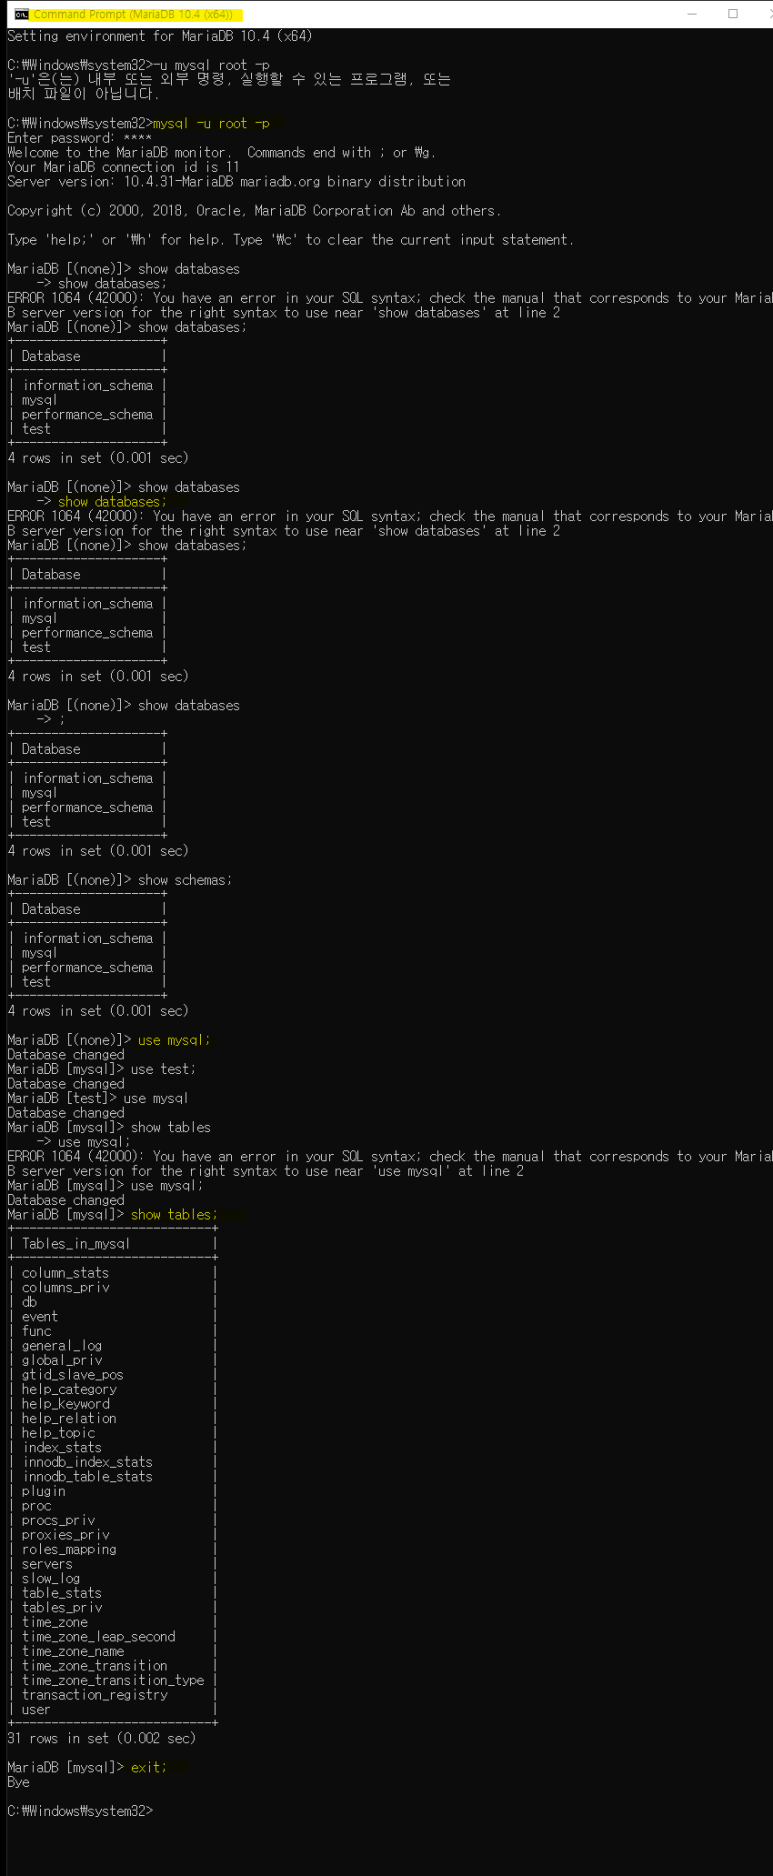 Command Prompt (MariaDB 10.4 (x64))
Setting environment for MariaDB 10.4 (x64)
C:₩Windows₩system32>-u mysql root -p
'-u'은(는) 내부 또는 외부 명령, 실행할 수 있는 프로그램, 또는
배치 파일이 아닙니다.
C:₩Windows₩system32>mysql -u root -p
Enter password: ****
Welcome to the MariaDB monitor.  Commands end with ; or ₩g.
Your MariaDB connection id is 11
Server version: 10.4.31-MariaDB mariadb.org binary distribution
Copyright (c) 2000, 2018, Oracle, MariaDB Corporation Ab and others.
Type 'help;' or '₩h' for help. Type '₩c' to clear the current input statement.
MariaDB [(none)]> show databases
    -> show databases;
ERROR 1064 (42000): You have an error in your SQL syntax; check the manual that corresponds to your Maria
B server version for the right syntax to use near 'show databases' at line 2
MariaDB [(none)]> show databases;
+--------------------+
| Database           |
+--------------------+
| information_schema |
| mysql              |
| performance_schema |
| test               |
+--------------------+
4 rows in set (0.001 sec)
MariaDB [(none)]> show databases
    -> show databases;
ERROR 1064 (42000): You have an error in your SQL syntax; check the manual that corresponds to your Maria
B server version for the right syntax to use near 'show databases' at line 2
MariaDB [(none)]> show databases;
+--------------------+
| Database           |
+--------------------+
| information_schema |
| mysql              |
| performance_schema |
| test               |
+--------------------+
4 rows in set (0.001 sec)
MariaDB [(none)]> show databases
    -> ;
+--------------------+
| Database           |
+--------------------+
| information_schema |
| mysql              |
| performance_schema |
| test               |
+--------------------+
4 rows in set (0.001 sec)
MariaDB [(none)]> show schemas;
+--------------------+
| Database           |
+--------------------+
| information_schema |
| mysql              |
| performance_schema |
| test               |
+--------------------+
4 rows in set (0.001 sec)
MariaDB [(none)]> use mysql;
Database changed
MariaDB [mysql]> use test;
Database changed
MariaDB [test]> use mysql
Database changed
MariaDB [mysql]> show tables
    -> use mysql;
ERROR 1064 (42000): You have an error in your SQL syntax; check the manual that corresponds to your Maria
B server version for the right syntax to use near 'use mysql' at line 2
MariaDB [mysql]> use mysql;
Database changed
MariaDB [mysql]> show tables;
+---------------------------+
| Tables_in_mysql           |
+---------------------------+
| column_stats              |
| columns_priv              |
| db                        |
| event                     |
| func                      |
| general_log               |
| global_priv               |
| gtid_slave_pos            |
| help_category             |
| help_keyword              |
| help_relation             |
| help_topic                |
| index_stats               |
| innodb_index_stats        |
| innodb_table_stats        |
| plugin                    |
| proc                      |
| procs_priv                |
| proxies_priv              |
| roles_mapping             |
| servers                   |
| slow_log                  |
| table_stats               |
| tables_priv               |
| time_zone                 |
| time_zone_leap_second     |
| time_zone_name            |
| time_zone_transition      |
| time_zone_transition_type |
| transaction_registry      |
| user                      |
+---------------------------+
31 rows in set (0.002 sec)
MariaDB [mysql]> exit;
Bye
C:₩Windows₩system32>